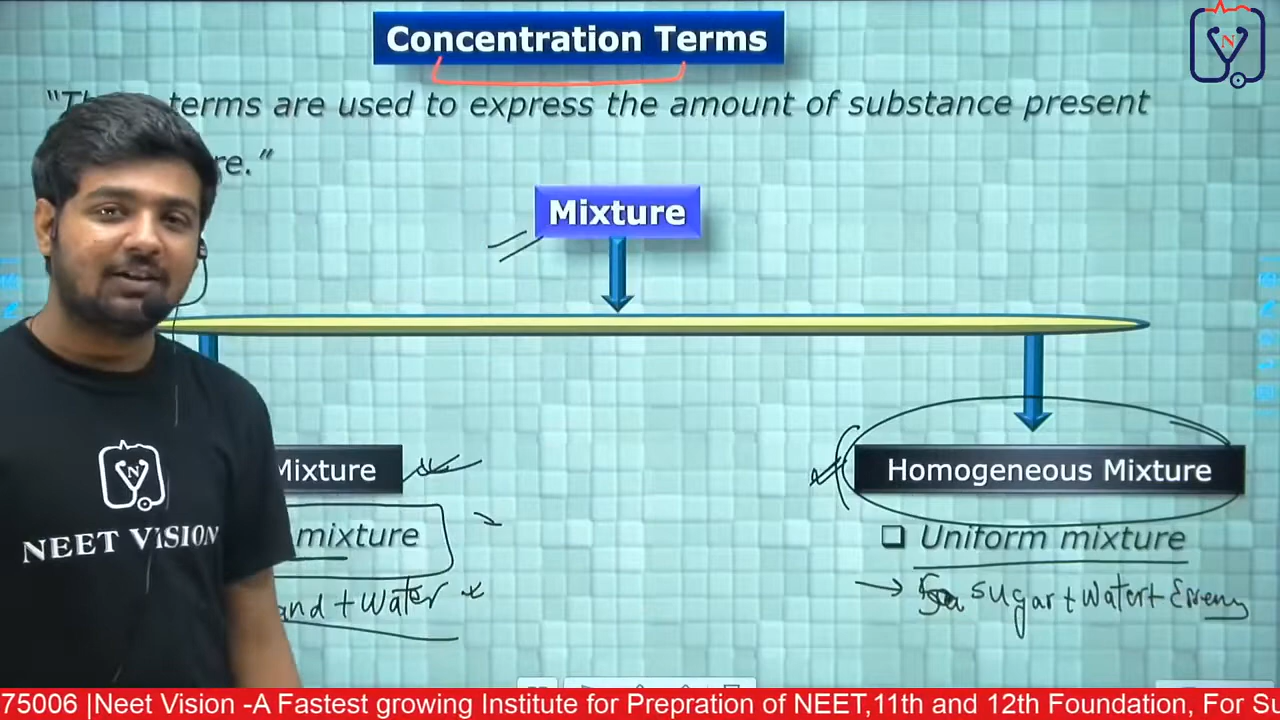 Concentration Terms
“Th terms are used to express the amount of substance present
re.”
Mixture
Mixture
Homogeneous Mixture
mixture
Uniform mixture
and + Water
sugar + Water +
N
NEET VISION
N
75006 |Neet Vision -A Fastest growing Institute for Prepration of NEET,11th and 12th Foundation, For Su